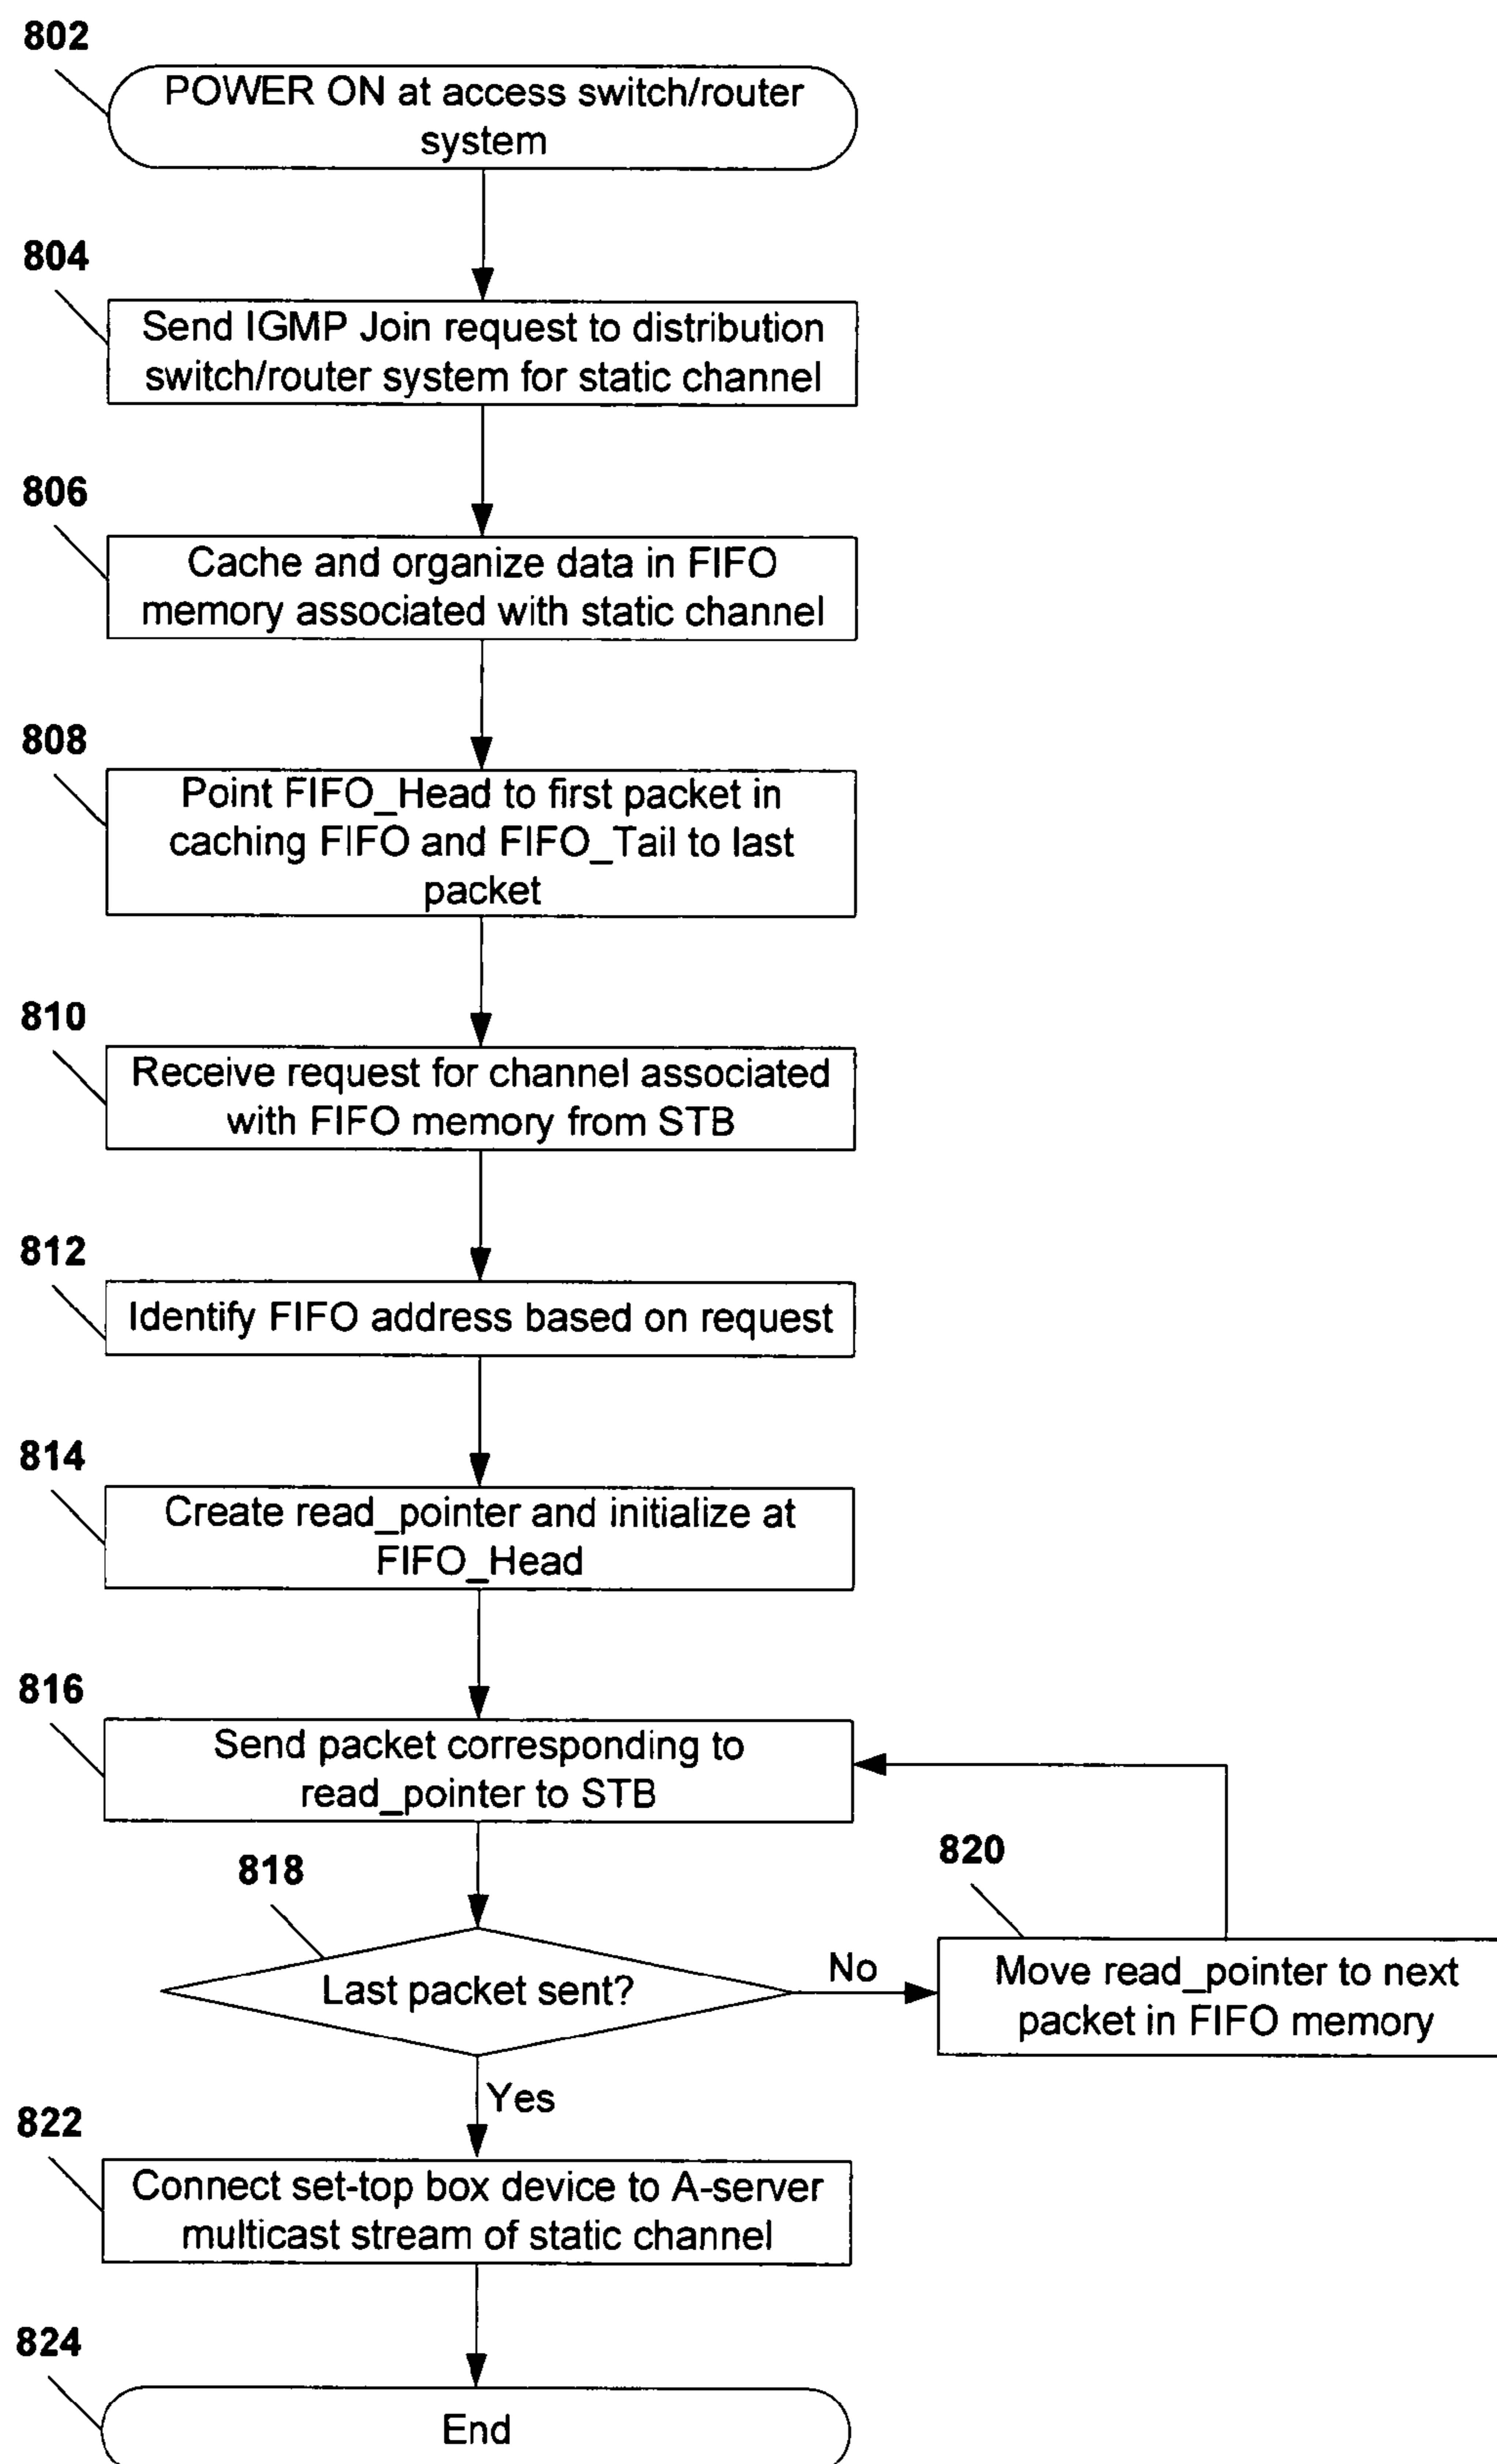 802
POWER ON at access switch/router
system
804
Send IGMP Join request to distribution
switch/router system for static channel
806
Cache and organize data in FIFO
memory associated with static channel
808
Point FIFO_Head to first packet in
caching FIFO and FIFO_Tail to last
packet
810
Receive request for channel associated
with FIFO memory from STB
812
Identify FIFO address based on request
814
Create read_pointer and initialize at
FIFO_Head
816
Send packet corresponding to
read_pointer to STB
818
Last packet sent?
No
820
Move read_pointer to next
packet in FIFO memory
Yes
822
Connect set-top box device to A-server
multicast stream of static channel
824
End